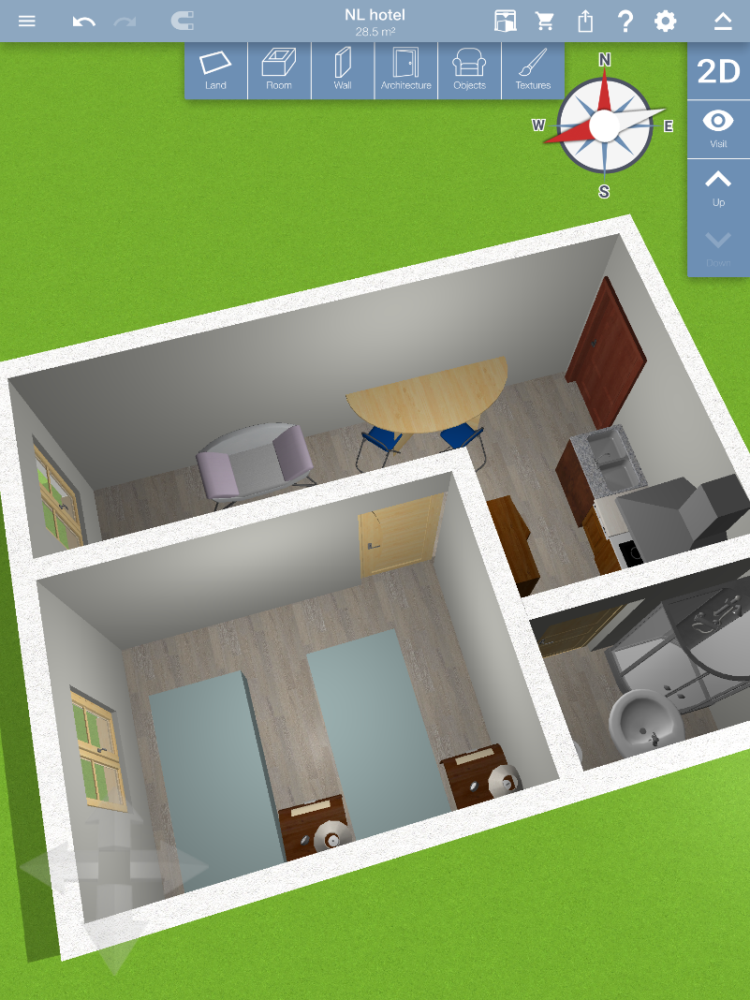 NL hotel
28.5 m²
Land
Room
Wall
Architecture
Objects
Textures
2D
Visit
Up
Down
N
W
E
S
?